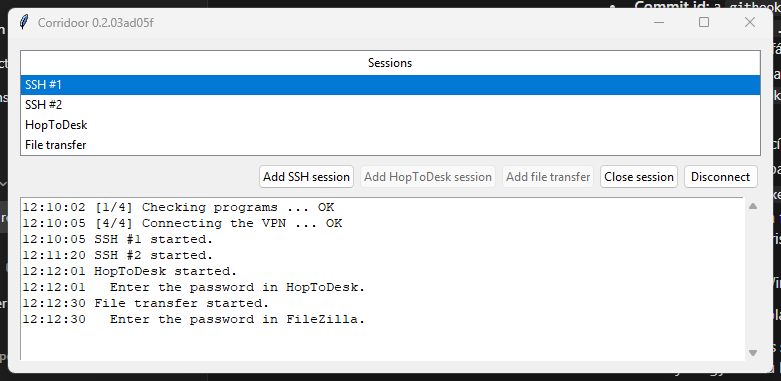 Corridoor 0.2.03ad05f
Sessions
SSH #1
SSH #2
HopToDesk
File transfer
Add SSH session
Add HopToDesk session
Add file transfer
Close session
Disconnect
12:10:02 [1/4] Checking programs ... OK
12:10:05 [4/4] Connecting the VPN ... OK
12:10:05 SSH #1 started.
12:11:20 SSH #2 started.
12:12:01 HopToDesk started.
12:12:01   Enter the password in HopToDesk.
12:12:30 File transfer started.
12:12:30   Enter the password in FileZilla.